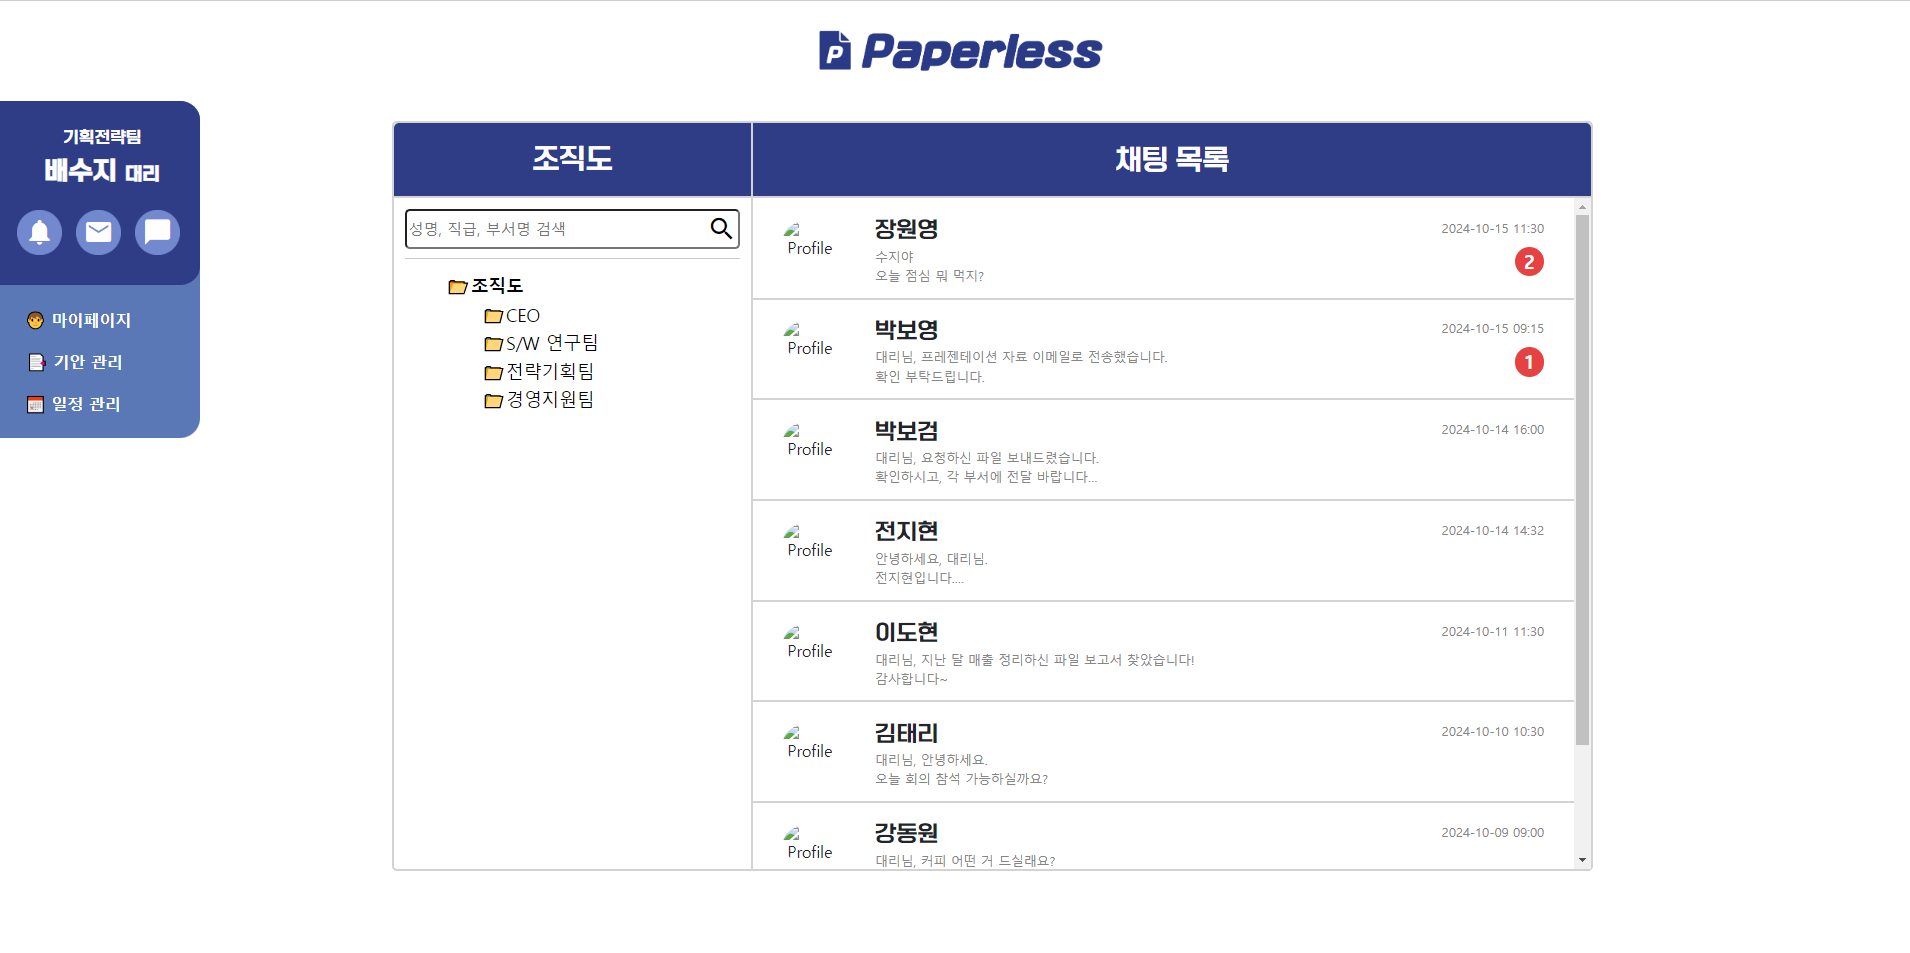 P Paperless
기획전략팀
배수지 대리
마이페이지
기안 관리
일정 관리
조직도
성명, 직급, 부서명 검색
조직도
CEO
S/W 연구팀
전략기획팀
경영지원팀
채팅 목록
Profile
장원영
2024-10-15 11:30
수지야
2
오늘 점심 뭐 먹지?
Profile
박보영
2024-10-15 09:15
대리님, 프레젠테이션 자료 이메일로 전송했습니다.
1
확인 부탁드립니다.
Profile
박보검
2024-10-14 16:00
대리님, 요청하신 파일 보내드렸습니다.
확인하시고, 각 부서에 전달 바랍니다...
Profile
전지현
2024-10-14 14:32
안녕하세요, 대리님.
전지현입니다....
Profile
이도현
2024-10-11 11:30
대리님, 지난 달 매출 정리하신 파일 보고서 찾았습니다!
감사합니다~
Profile
김태리
2024-10-10 10:30
대리님, 안녕하세요.
오늘 회의 참석 가능하실까요?
Profile
강동원
2024-10-09 09:00
대리님, 커피 어떤 거 드실래요?